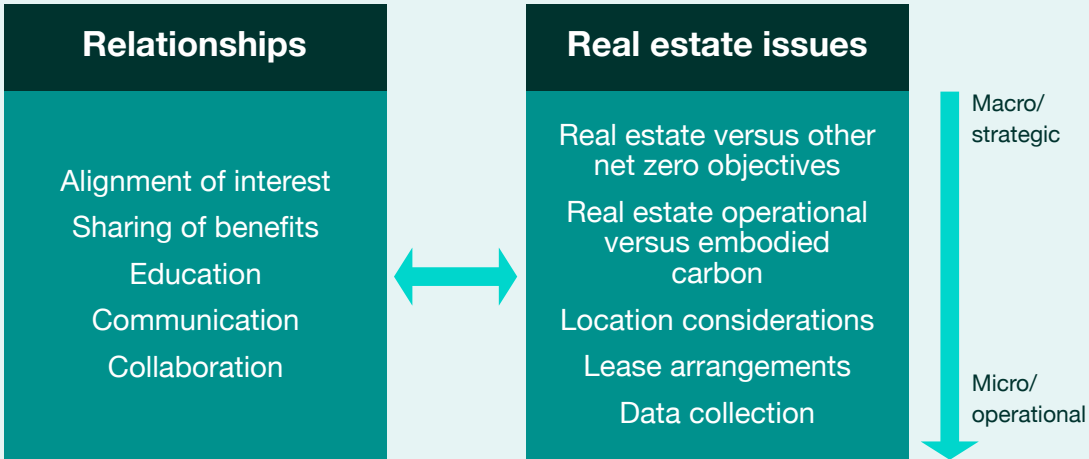 Relationships
Alignment of interest
Sharing of benefits
Education
Communication
Collaboration
Real estate issues
Real estate versus other
net zero objectives
Real estate operational
versus embodied
carbon
Location considerations
Lease arrangements
Data collection
Macro/
strategic
Micro/
operational